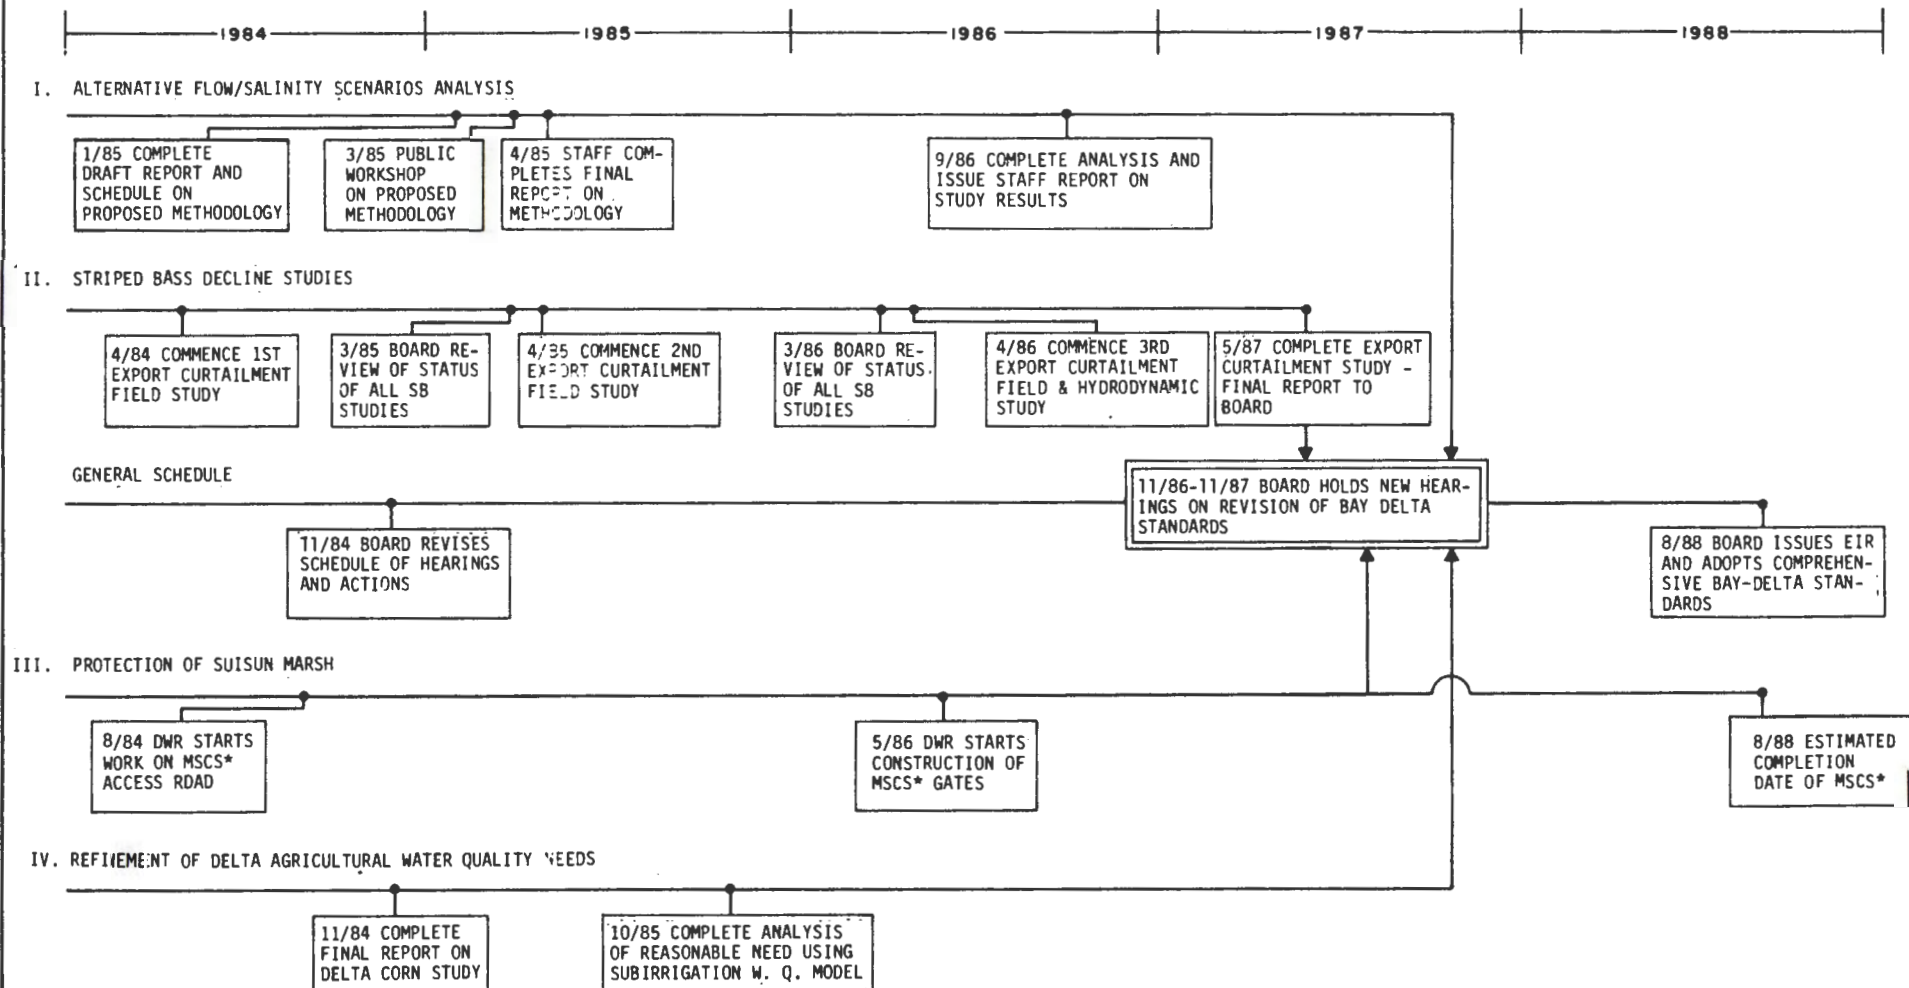 1984 1985 1986 1987 1988
I. ALTERNATIVE FLOW/SALINITY SCENARIOS ANALYSIS
1/85 COMPLETE
DRAFT REPORT AND
SCHEDULE ON
PROPOSED METHODOLOGY
3/85 PUBLIC
WORKSHOP
ON PROPOSED
METHODOLOGY
4/85 STAFF COM-
PLETES FINAL
REPORT ON
METHODOLOGY
9/86 COMPLETE ANALYSIS AND
ISSUE STAFF REPORT ON
STUDY RESULTS
II. STRIPED BASS DECLINE STUDIES
4/84 COMMENCE 1ST
EXPORT CURTAILMENT
FIELD STUDY
3/85 BOARD RE-
VIEW OF STATUS
OF ALL SB
STUDIES
4/85 COMMENCE 2ND
EXPORT CURTAILMENT
FIELD STUDY
3/86 BOARD RE-
VIEW OF STATUS
OF ALL SB
STUDIES
4/86 COMMENCE 3RD
EXPORT CURTAILMENT
FIELD & HYDRODYNAMIC
STUDY
5/87 COMPLETE EXPORT
CURTAILMENT STUDY -
FINAL REPORT TO
BOARD
GENERAL SCHEDULE
11/84 BOARD REVISES
SCHEDULE OF HEARINGS
AND ACTIONS
11/86-11/87 BOARD HOLDS NEW HEAR-
INGS ON REVISION OF BAY DELTA
STANDARDS
8/88 BOARD ISSUES EIR
AND ADOPTS COMPREHEN-
SIVE BAY-DELTA STAN-
DARDS
III. PROTECTION OF SUISUN MARSH
8/84 DWR STARTS
WORK ON MSCS*
ACCESS ROAD
5/86 DWR STARTS
CONSTRUCTION OF
MSCS* GATES
8/88 ESTIMATED
COMPLETION
DATE OF MSCS*
IV. REFINEMENT OF DELTA AGRICULTURAL WATER QUALITY NEEDS
11/84 COMPLETE
FINAL REPORT ON
DELTA CORN STUDY
10/85 COMPLETE ANALYSIS
OF REASONABLE NEED USING
SUBIRRIGATION W. Q. MODEL